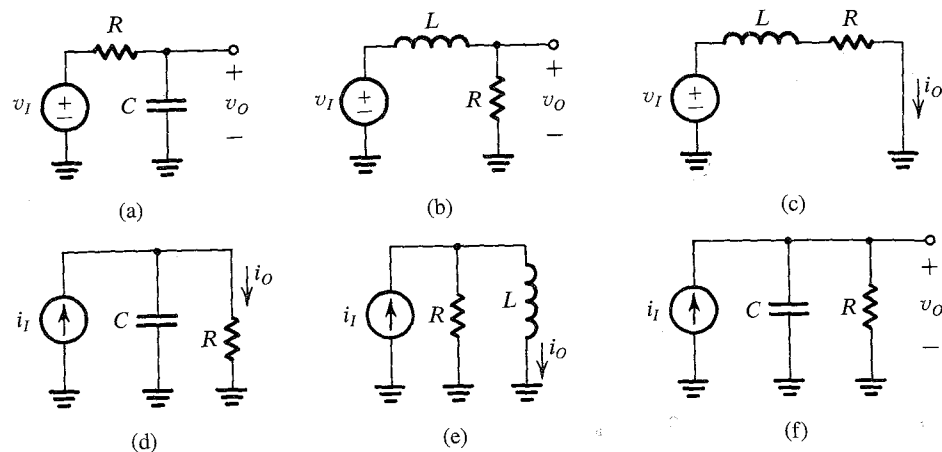 R
v_I
+
−
C
+
v_O
−
(a)
L
v_I
+
−
R
+
v_O
−
(b)
L
R
v_I
+
−
i_O
(c)
i_I
C
R
i_O
(d)
i_I
R
L
i_O
(e)
i_I
C
R
+
v_O
−
(f)